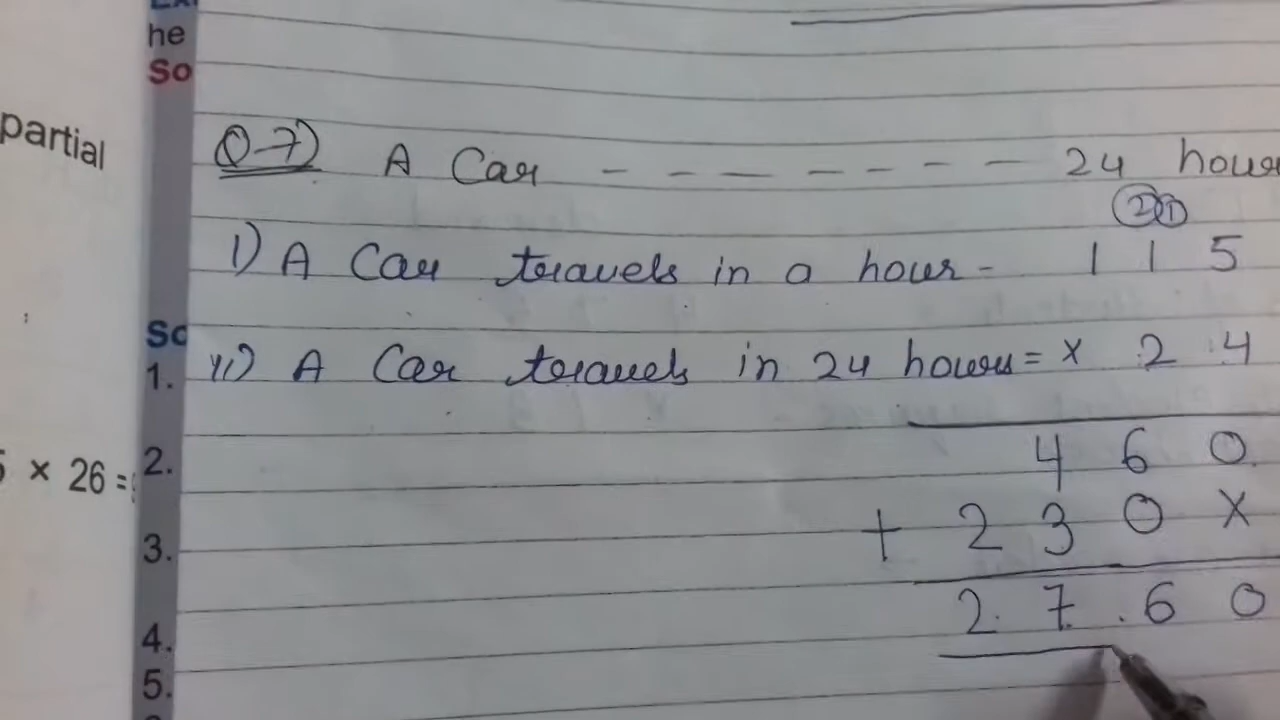 he
So
partial
Q-7) A Car - - - - - - - 24 hour
2 1
i) A Car travels in a hour - 1 1 5
So
1.
ii) A Car travels in 24 hours = × 2 4
4 6 0
2.
× 26 =
+ 2 3 0 ×
3.
2 7 6 0
4.
5.